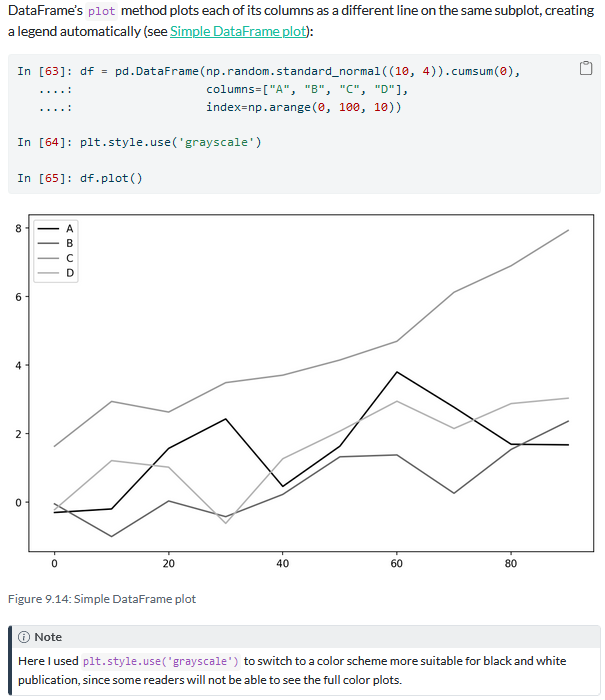 DataFrame's plot method plots each of its columns as a different line on the same subplot, creating
a legend automatically (see Simple DataFrame plot):
In [63]: df = pd.DataFrame(np.random.standard_normal((10, 4)).cumsum(0),
....: columns=["A", "B", "C", "D"],
....: index=np.arange(0, 100, 10))
In [64]: plt.style.use('grayscale')
In [65]: df.plot()
8
A
B
C
D
6
4
2
0
0 20 40 60 80
Figure 9.14: Simple DataFrame plot
Note
Here I used plt.style.use('grayscale') to switch to a color scheme more suitable for black and white
publication, since some readers will not be able to see the full color plots.